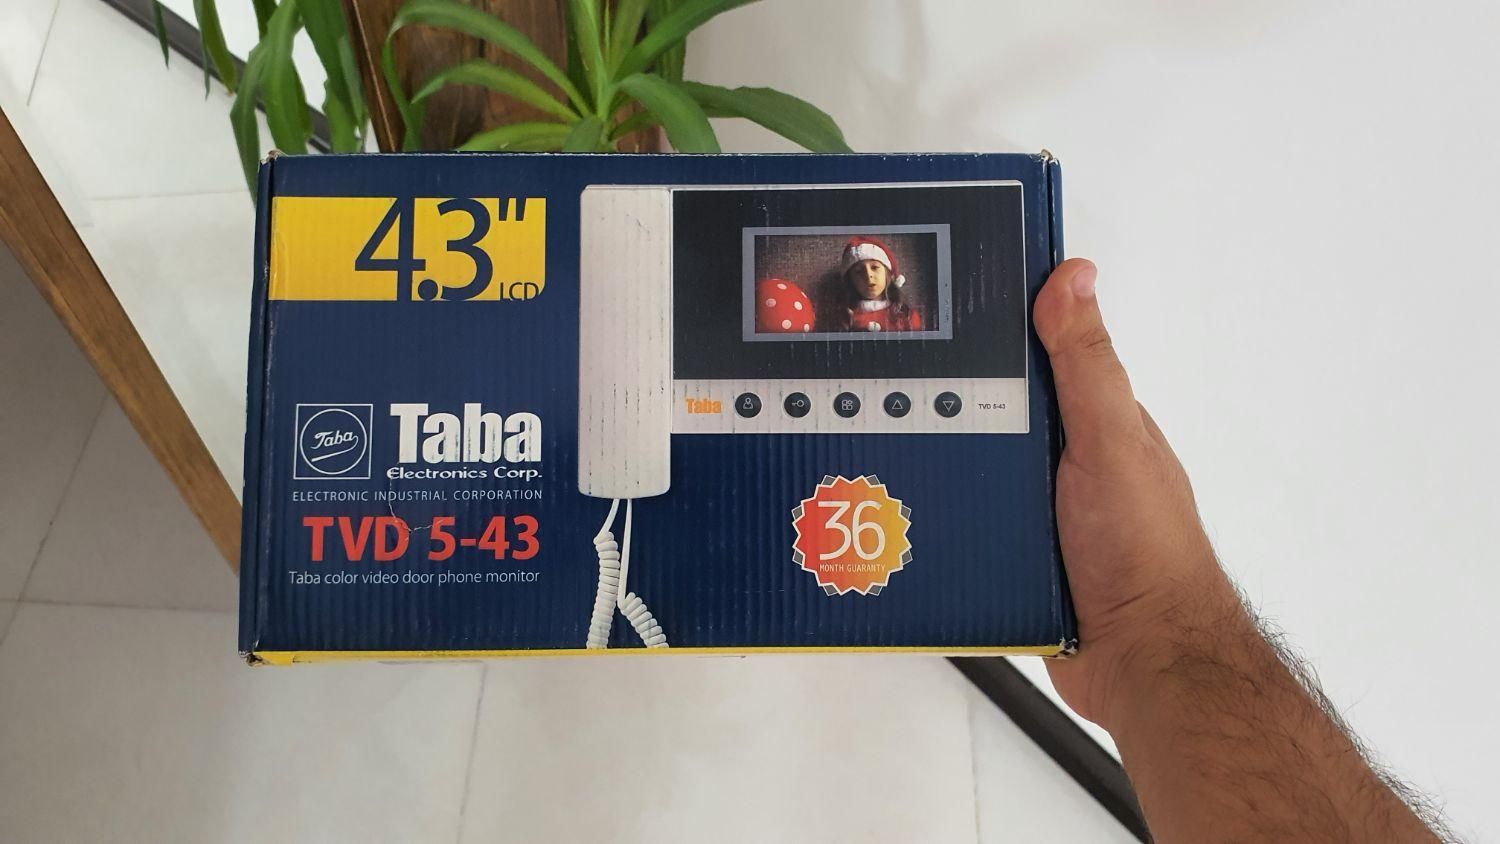 4.3"
LCD
Taba
Taba
Electronics Corp.
ELECTRONIC INDUSTRIAL CORPORATION
TVD 5-43
Taba color video door phone monitor
Taba
TVD 5-43
36
MONTH GUARANTY